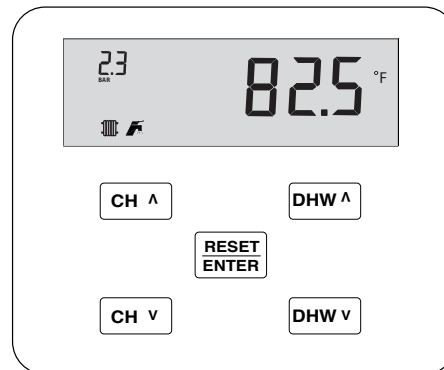 2.3
BAR
82.5 °F
CH ∧
DHW ∧
RESET
ENTER
CH ∨
DHW ∨